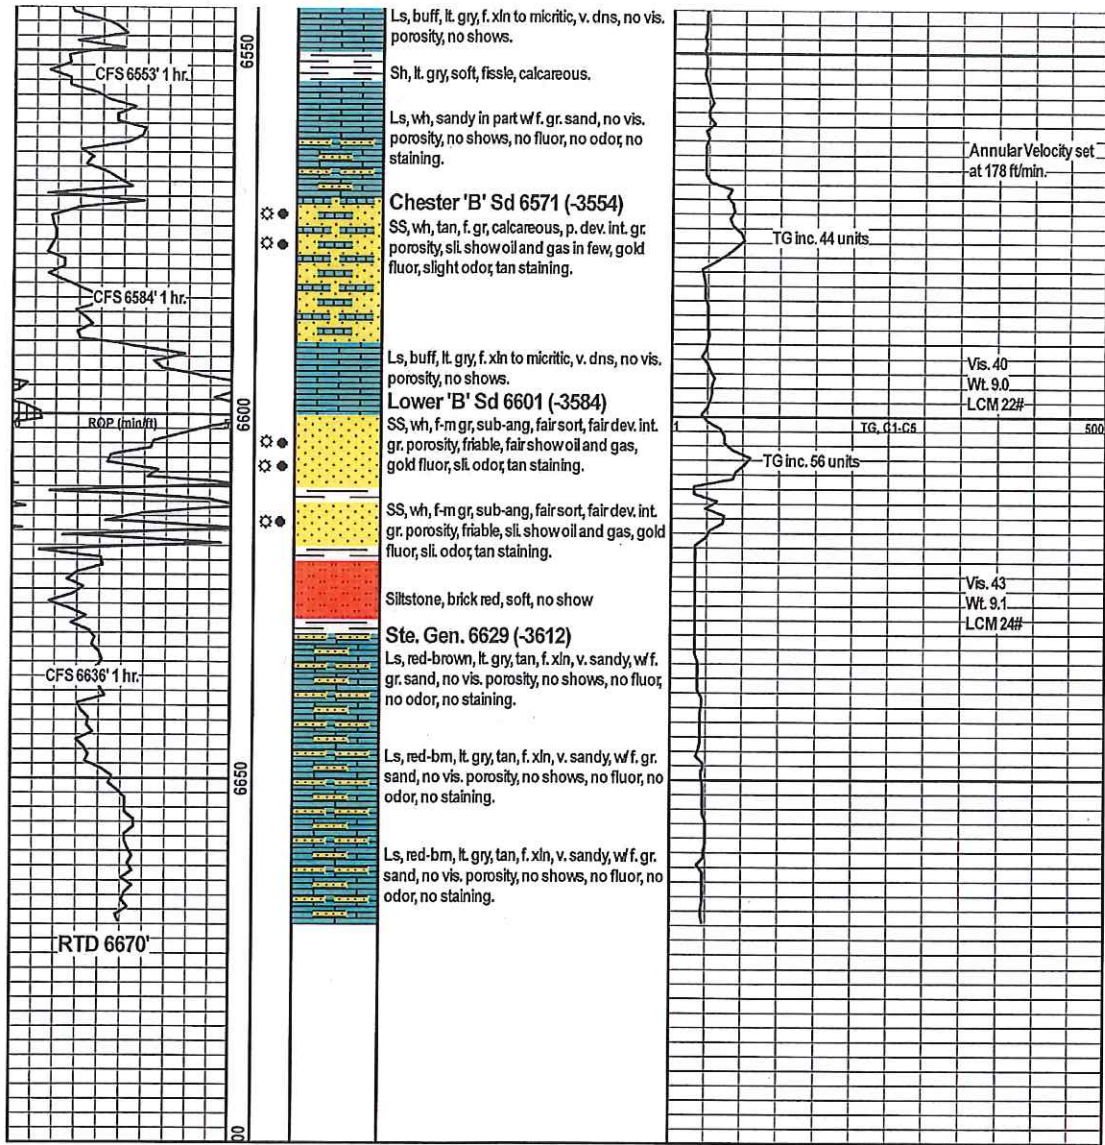 6550
CFS 6553' 1 hr.
CFS 6584' 1 hr.
6600
ROP (min/ft)
CFS 6636' 1 hr.
6650
RTD 6670'
00
Ls, buff, lt. gry, f. xln to micritic, v. dns, no vis.
porosity, no shows.
Sh, lt. gry, soft, fissle, calcareous.
Ls, wh, sandy in part w/ f. gr. sand, no vis.
porosity, no shows, no fluor, no odor, no
staining.
Chester 'B' Sd 6571 (-3554)
SS, wh, tan, f. gr, calcareous, p. dev. int. gr.
porosity, sli. show oil and gas in few, gold
fluor, slight odor, tan staining.
Ls, buff, lt. gry, f. xln to micritic, v. dns, no vis.
porosity, no shows.
Lower 'B' Sd 6601 (-3584)
SS, wh, f-m gr, sub-ang, fair sort, fair dev. int.
gr. porosity, friable, fair show oil and gas,
gold fluor, sli. odor, tan staining.
SS, wh, f-m gr, sub-ang, fair sort, fair dev. int.
gr. porosity, friable, sli. show oil and gas, gold
fluor, sli. odor, tan staining.
Siltstone, brick red, soft, no show
Ste. Gen. 6629 (-3612)
Ls, red-brown, lt. gry, tan, f. xln, v. sandy, w/ f.
gr. sand, no vis. porosity, no shows, no fluor,
no odor, no staining.
Ls, red-brn, lt. gry, tan, f. xln, v. sandy, w/ f. gr.
sand, no vis. porosity, no shows, no fluor, no
odor, no staining.
Ls, red-brn, lt. gry, tan, f. xln, v. sandy, w/ f. gr.
sand, no vis. porosity, no shows, no fluor, no
odor, no staining.
Annular Velocity set
at 178 ft/min.
TG inc. 44 units
Vis. 40
Wt. 9.0
LCM 22#
1 TG, C1-C5 500
TG inc. 56 units
Vis. 43
Wt. 9.1
LCM 24#